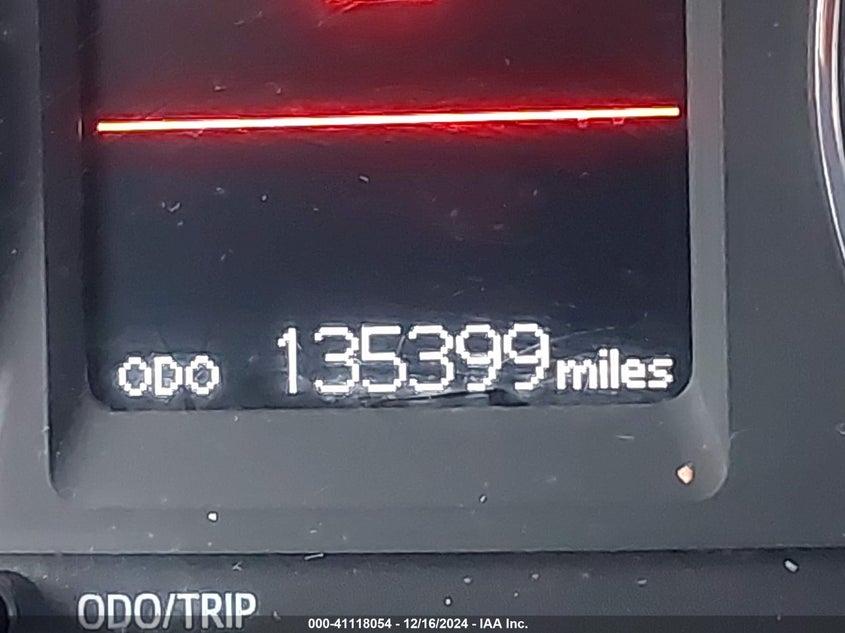 ODO 135399 miles
ODO/TRIP
000-41118054 - 12/16/2024 - IAA Inc.